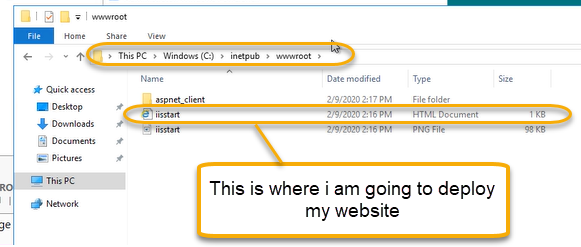 wwwroot
File Home Share View
This PC > Windows (C:) > inetpub > wwwroot >
Name Date modified Type Size
Quick access
Desktop
Downloads
Documents
Pictures
This PC
Network
aspnet_client 2/9/2020 2:17 PM File folder
iisstart 2/9/2020 2:16 PM HTML Document 1 KB
iisstart 2/9/2020 2:16 PM PNG File 98 KB
This is where i am going to deploy
my website
RO
ge